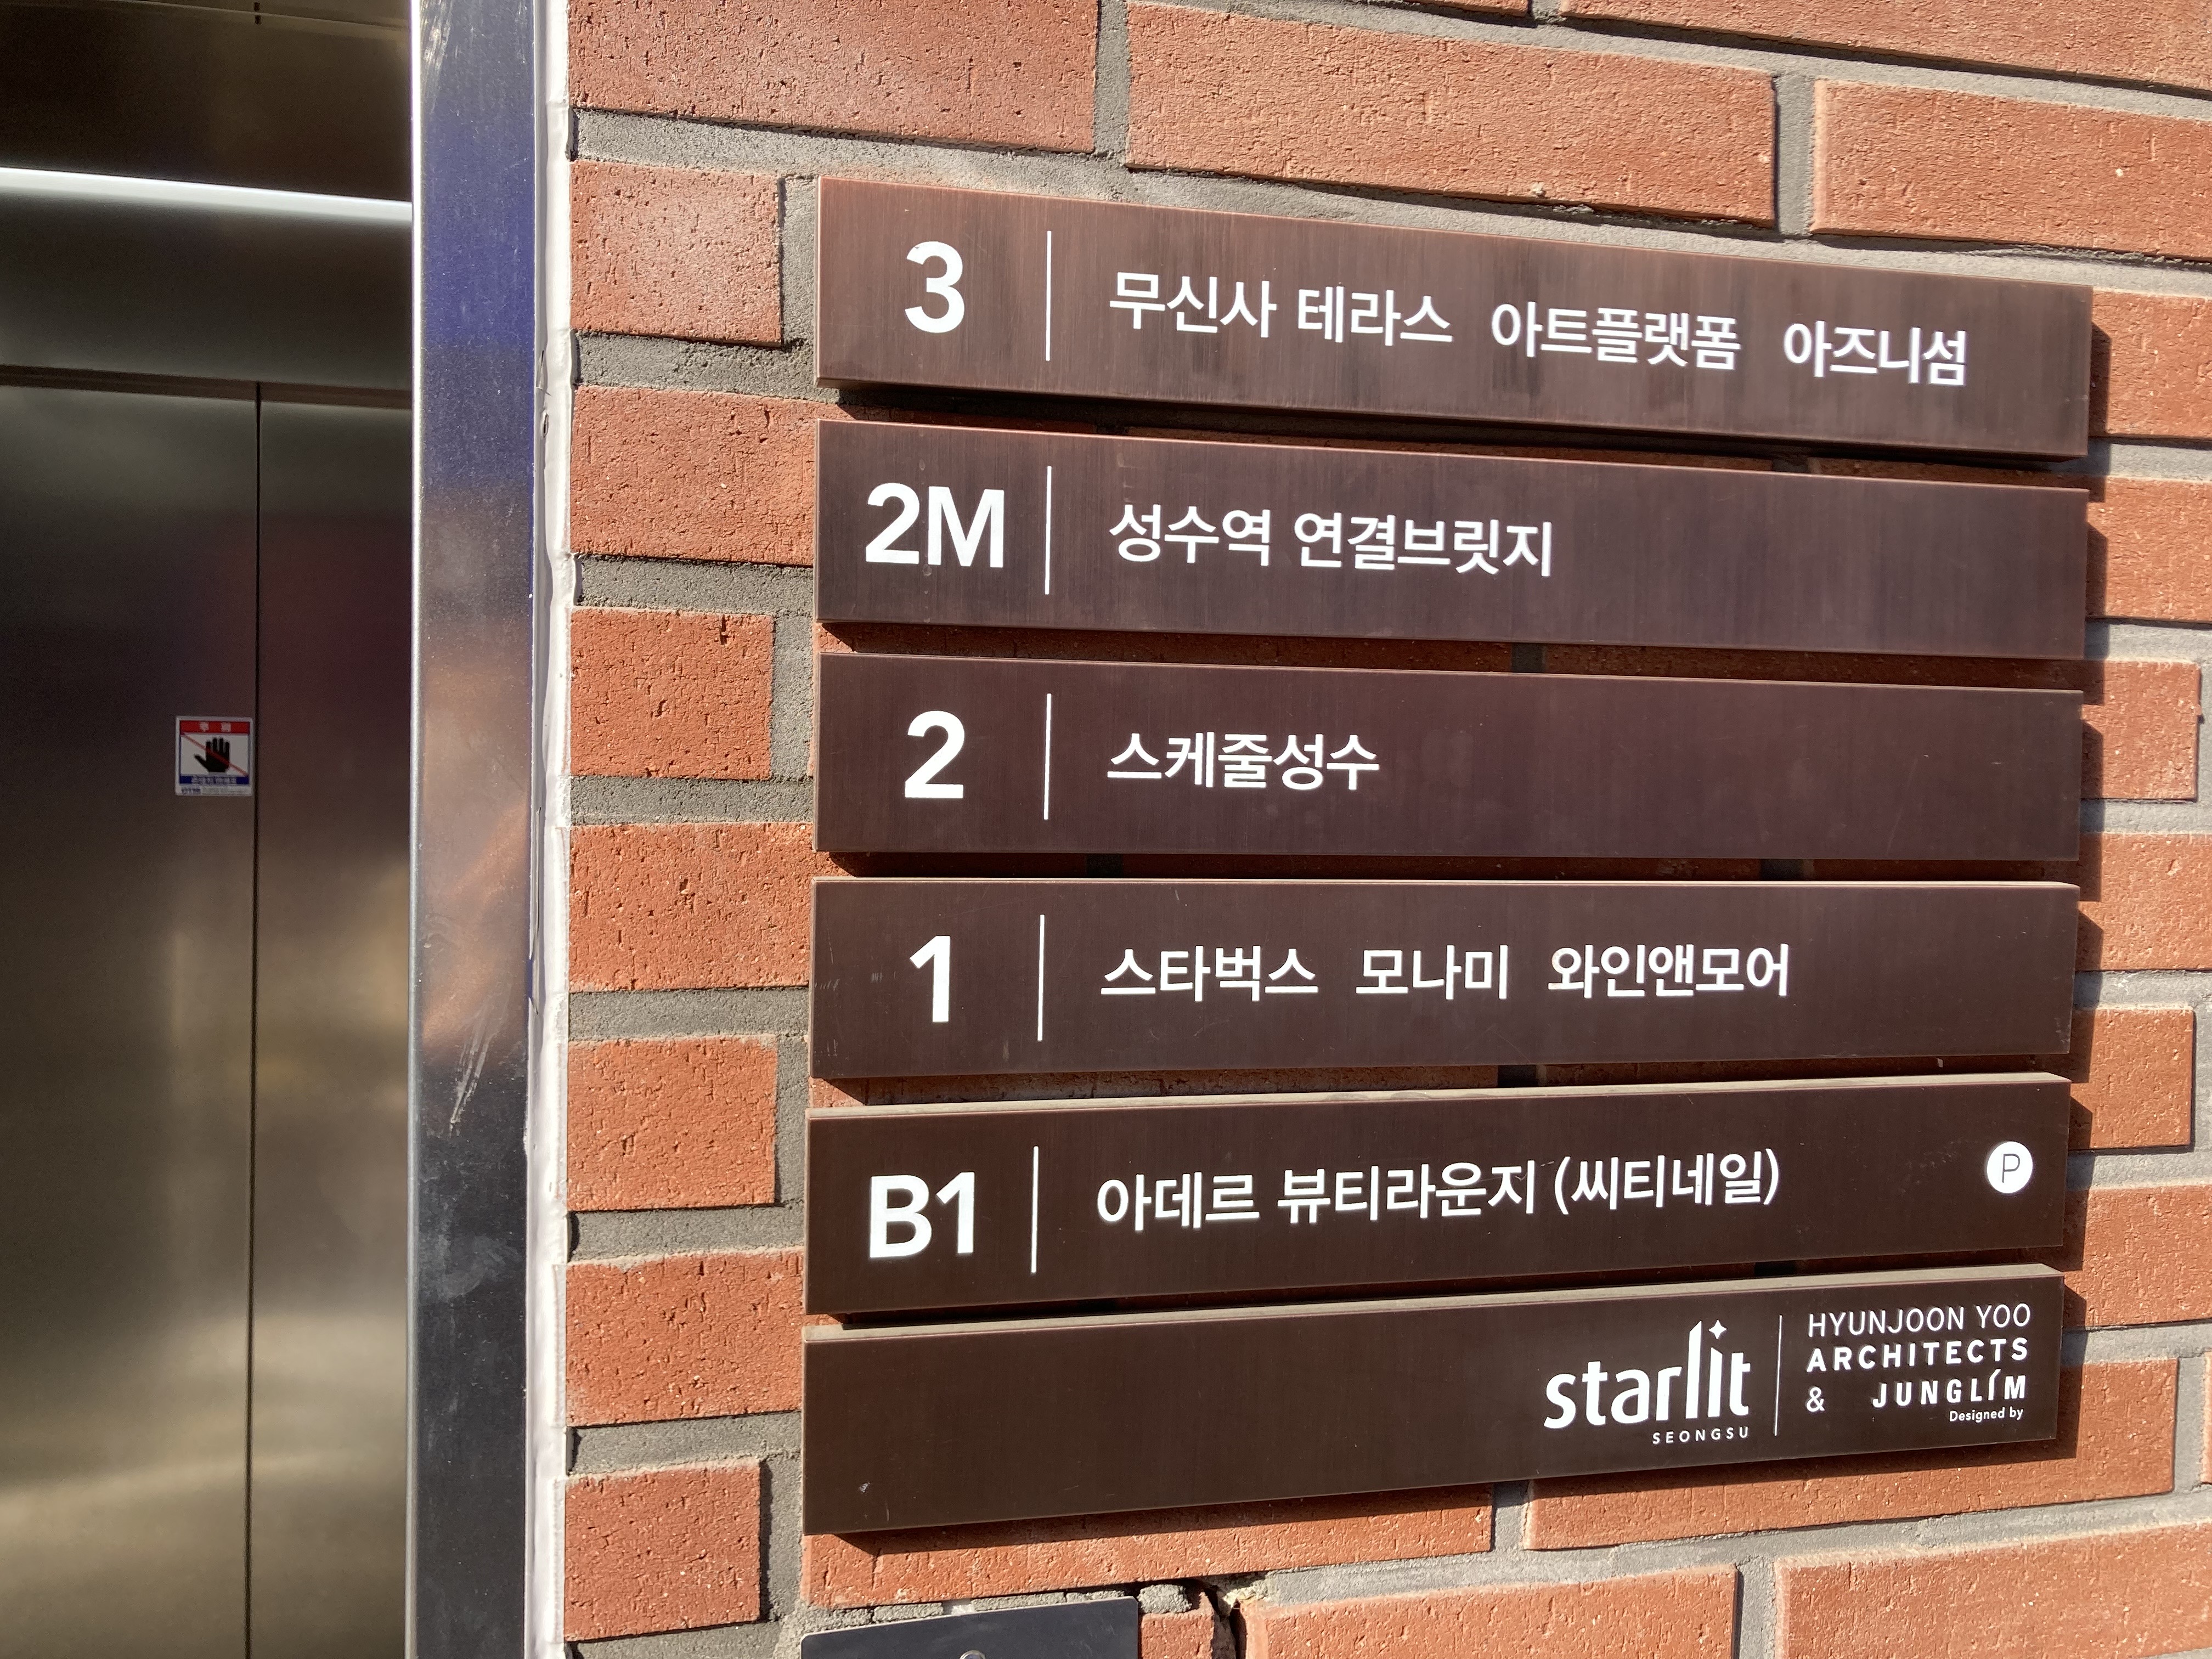 3 무신사 테라스 아트플랫폼 아즈니섬
2M 성수역 연결브릿지
2 스케줄성수
1 스타벅스 모나미 와인앤모어
B1 아데르 뷰티라운지 (씨티네일) P
starlit
SEONGSU
HYUNJOON YOO
ARCHITECTS
& JUNGLIM
Designed by